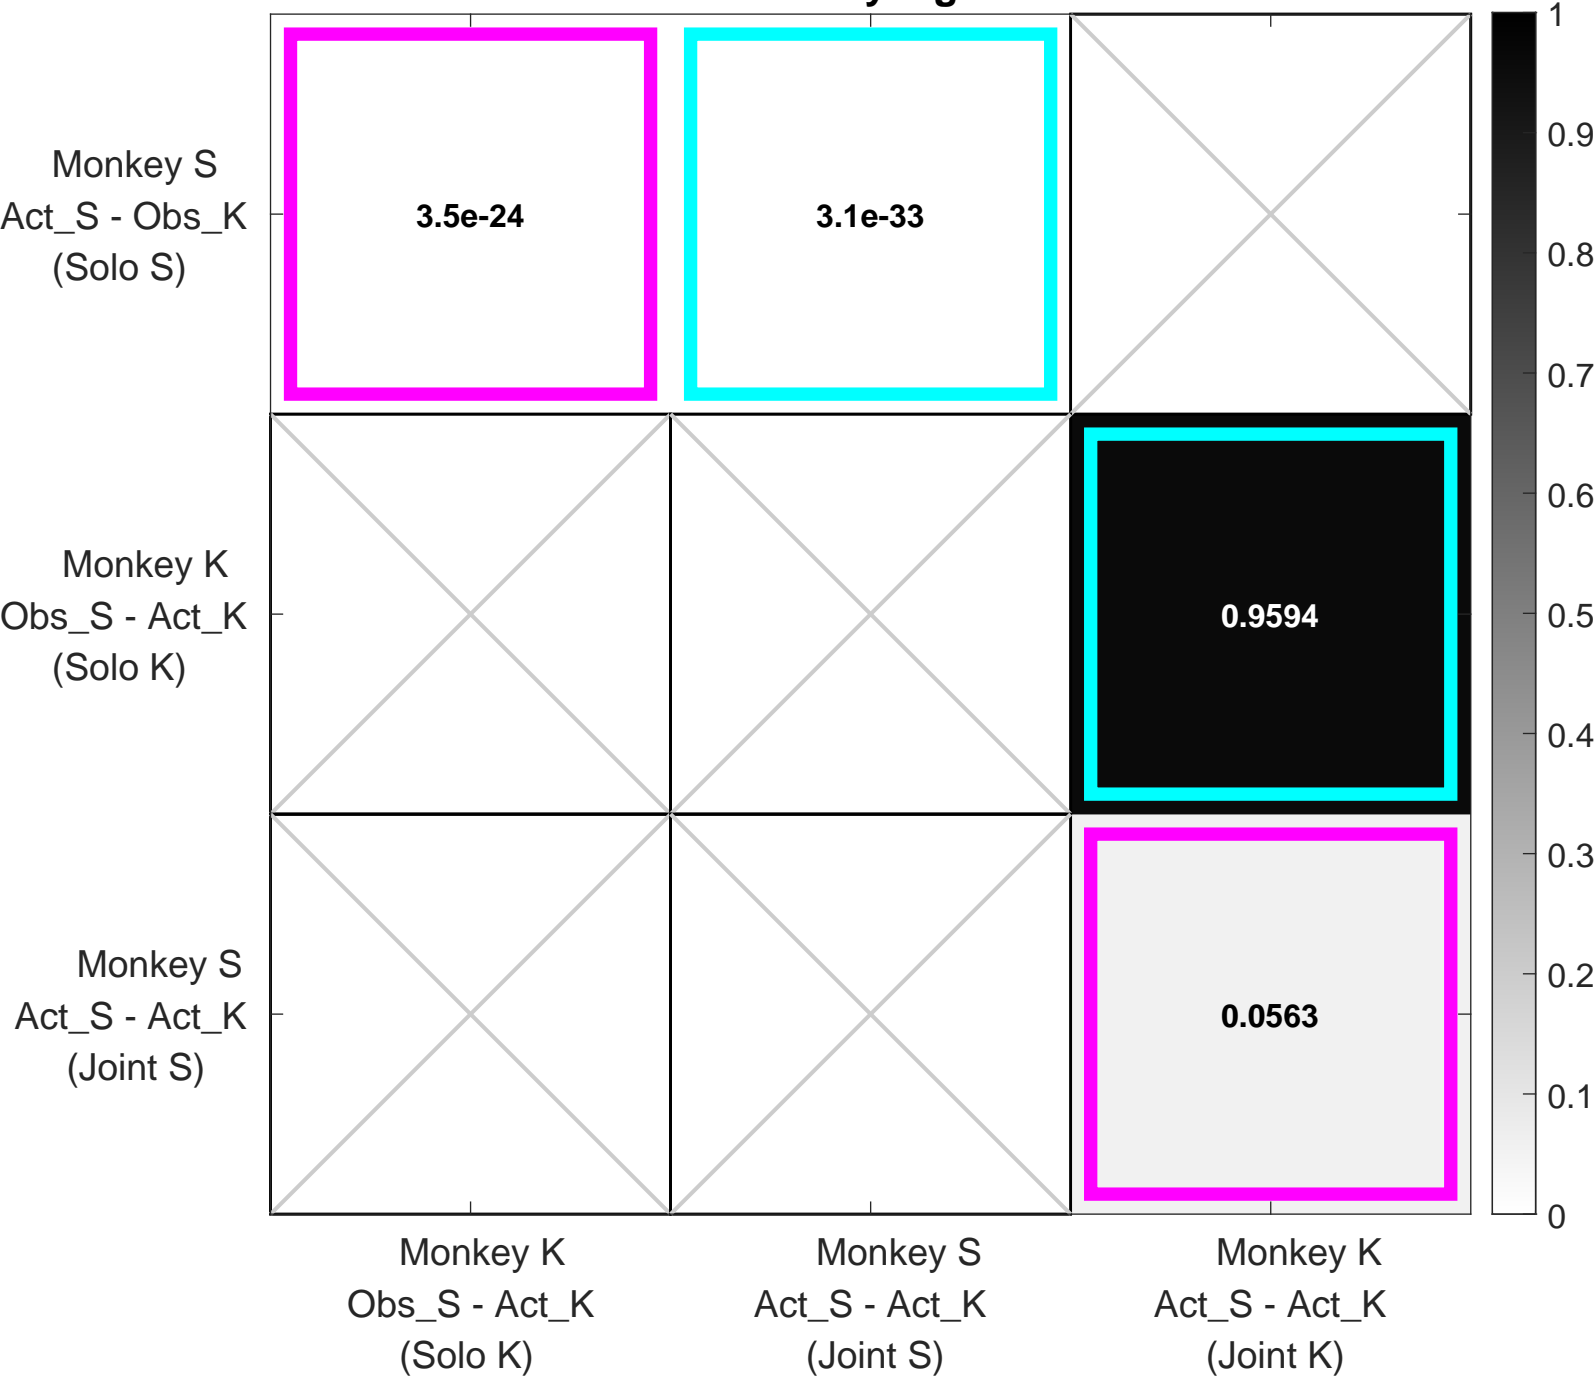 1
0.9
0.8
0.7
0.6
0.5
0.4
0.3
0.2
0.1
0
Monkey S
Act_S - Obs_K
(Solo S)
3.5e-24
3.1e-33
Monkey K
Obs_S - Act_K
(Solo K)
0.9594
Monkey S
Act_S - Act_K
(Joint S)
0.0563
Monkey K
Obs_S - Act_K
(Solo K)
Monkey S
Act_S - Act_K
(Joint S)
Monkey K
Act_S - Act_K
(Joint K)